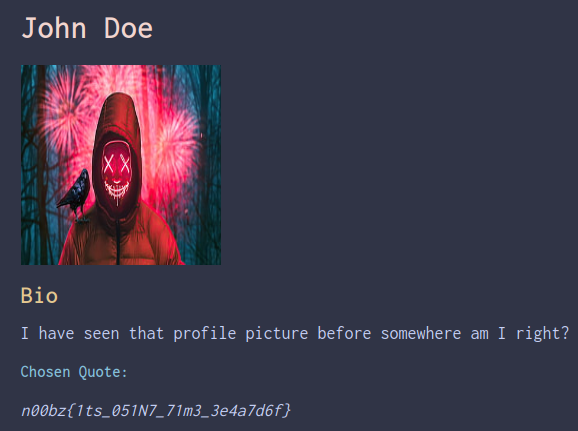 John Doe
Bio
I have seen that profile picture before somewhere am I right?
Chosen Quote:
n00bz{1ts_051N7_71m3_3e4a7d6f}